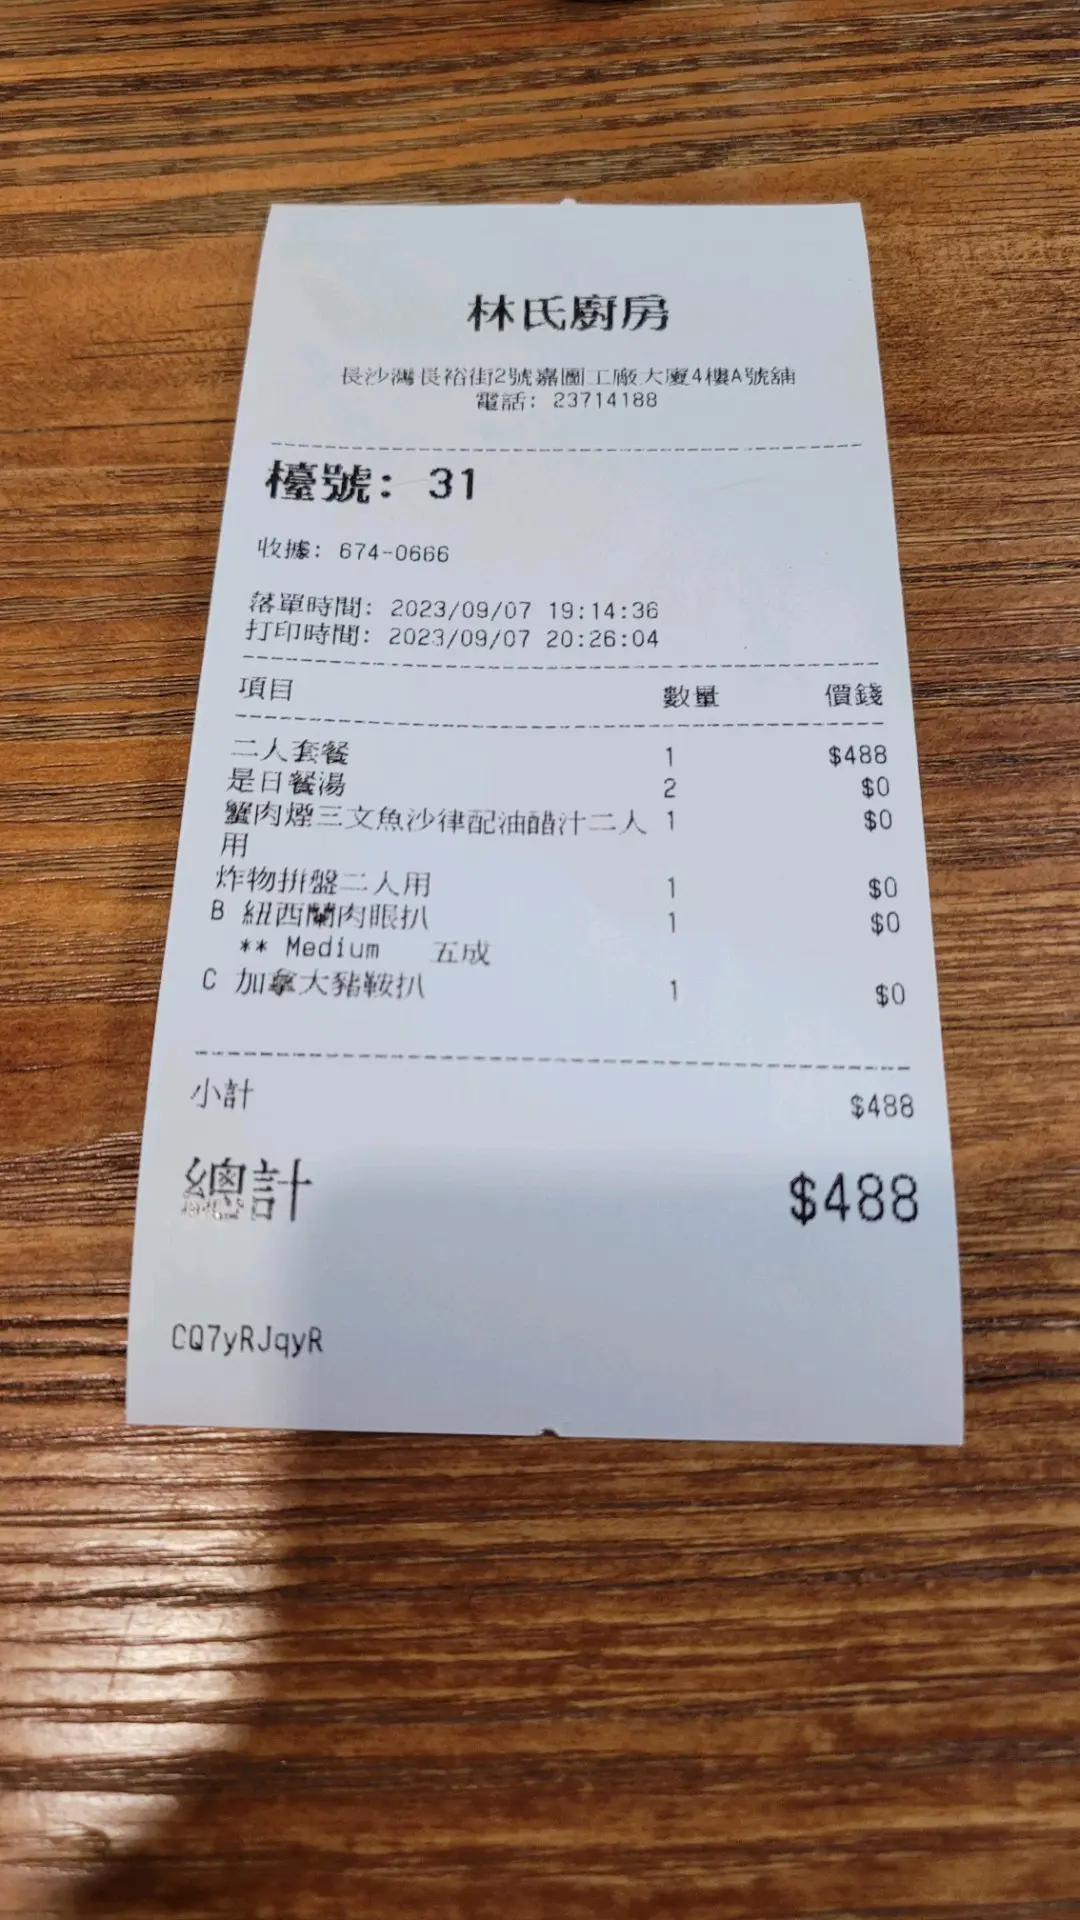 林氏廚房
長沙灣長裕街2號嘉圖工廠大廈4樓A號舖
電話: 23714188
檯號: 31
收據: 674-0666
落單時間: 2023/09/07 19:14:36
打印時間: 2023/09/07 20:26:04
項目 數量 價錢
二人套餐 1 $488
是日餐湯 2 $0
蟹肉煙三文魚沙律配油醋汁二人 1 $0
用
炸物拼盤二人用 1 $0
B 紐西蘭肉眼扒 1 $0
** Medium 五成
C 加拿大豬鞍扒 1 $0
小計 $488
總計 $488
CQ7yRJqyR